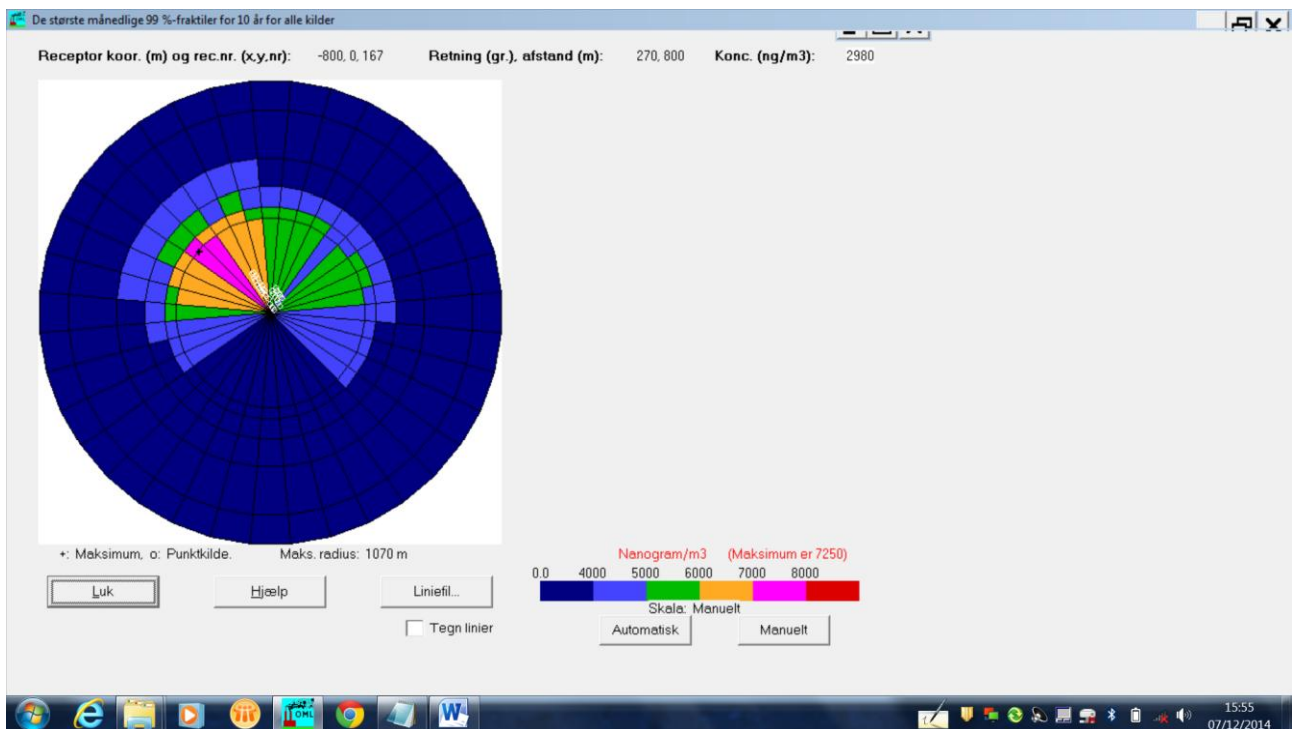 De største månedlige 99 %-fraktiler for 10 år for alle kilder
Receptor koor. (m) og rec.nr. (x,y,nr): -800, 0, 167 Retning (gr.), afstand (m): 270, 800 Konc. (ng/m3): 2980
+: Maksimum, o: Punktkilde. Maks. radius: 1070 m
Nanogram/m3 (Maksimum er 7250)
0.0 4000 5000 6000 7000 8000
Luk Hjælp Liniefil...
Skala: Manuelt
Tegn linier Automatisk Manuelt
OML
15:55
07/12/2014